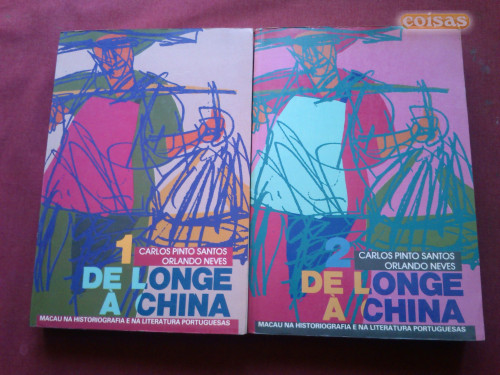 coisas
1
CARLOS PINTO SANTOS
ORLANDO NEVES
DE LONGE
À CHINA
MACAU NA HISTORIOGRAFIA E NA LITERATURA PORTUGUESAS
2
CARLOS PINTO SANTOS
ORLANDO NEVES
DE LONGE
À CHINA
MACAU NA HISTORIOGRAFIA E NA LITERATURA PORTUGUESAS